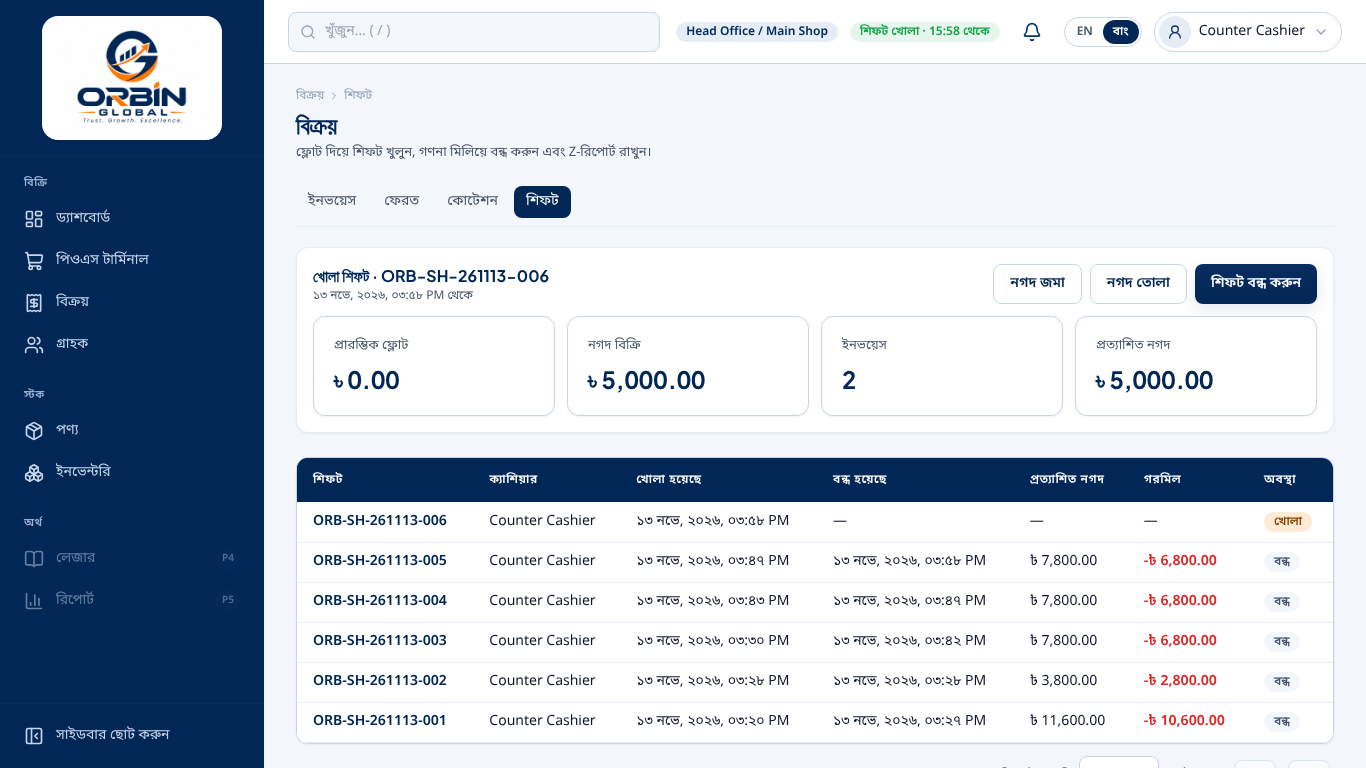 ORBIN
GLOBAL
Trust. Growth. Excellence.
বিক্রি
ড্যাশবোর্ড
পিওএস টার্মিনাল
বিক্রয়
গ্রাহক
স্টক
পণ্য
ইনভেন্টরি
অর্থ
লেজার P4
রিপোর্ট P5
সাইডবার ছোট করুন
খুঁজুন... ( / )
Head Office / Main Shop
শিফট খোলা · 15:58 থেকে
EN বাং
Counter Cashier
বিক্রয় › শিফট
বিক্রয়
ফ্লোট দিয়ে শিফট খুলুন, গণনা মিলিয়ে বন্ধ করুন এবং Z-রিপোর্ট রাখুন।
ইনভয়েস ফেরত কোটেশন শিফট
খোলা শিফট · ORB-SH-261113-006
১৩ নভে, ২০২৬, ০৩:৫৮ PM থেকে
নগদ জমা নগদ তোলা শিফট বন্ধ করুন
প্রারম্ভিক ফ্লোট
৳ 0.00
নগদ বিক্রি
৳ 5,000.00
ইনভয়েস
2
প্রত্যাশিত নগদ
৳ 5,000.00
শিফট ক্যাশিয়ার খোলা হয়েছে বন্ধ হয়েছে প্রত্যাশিত নগদ গরমিল অবস্থা
ORB-SH-261113-006 Counter Cashier ১৩ নভে, ২০২৬, ০৩:৫৮ PM — — — খোলা
ORB-SH-261113-005 Counter Cashier ১৩ নভে, ২০২৬, ০৩:৪৭ PM ১৩ নভে, ২০২৬, ০৩:৫৮ PM ৳ 7,800.00 -৳ 6,800.00 বন্ধ
ORB-SH-261113-004 Counter Cashier ১৩ নভে, ২০২৬, ০৩:৪৩ PM ১৩ নভে, ২০২৬, ০৩:৪৭ PM ৳ 7,800.00 -৳ 6,800.00 বন্ধ
ORB-SH-261113-003 Counter Cashier ১৩ নভে, ২০২৬, ০৩:৩০ PM ১৩ নভে, ২০২৬, ০৩:৪২ PM ৳ 7,800.00 -৳ 6,800.00 বন্ধ
ORB-SH-261113-002 Counter Cashier ১৩ নভে, ২০২৬, ০৩:২৮ PM ১৩ নভে, ২০২৬, ০৩:২৮ PM ৳ 3,800.00 -৳ 2,800.00 বন্ধ
ORB-SH-261113-001 Counter Cashier ১৩ নভে, ২০২৬, ০৩:২০ PM ১৩ নভে, ২০২৬, ০৩:২৭ PM ৳ 11,600.00 -৳ 10,600.00 বন্ধ